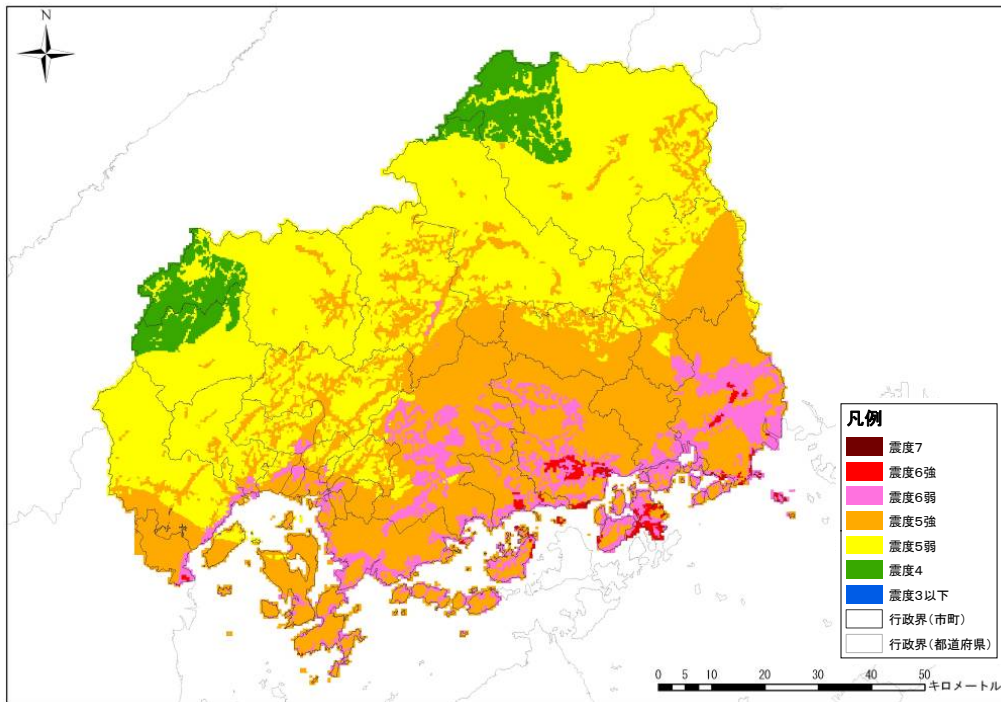 N
凡例
震度7
震度6強
震度6弱
震度5強
震度5弱
震度4
震度3以下
行政界(市町)
行政界(都道府県)
0 5 10 20 30 40 50
キロメートル